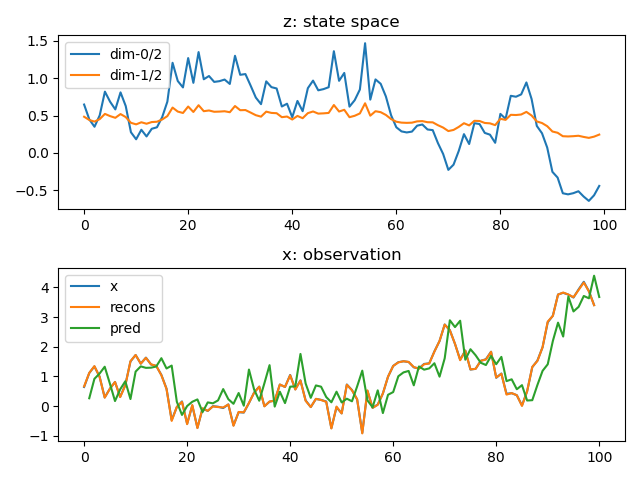 z: state space
1.5
1.0
0.5
0.0
−0.5
dim-0/2
dim-1/2
0 20 40 60 80 100
x: observation
4
3
2
1
0
−1
x
recons
pred
0 20 40 60 80 100